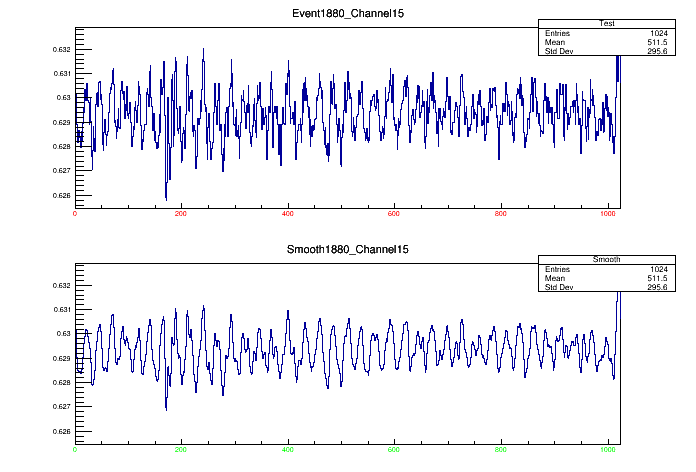 Event1880_Channel15
Test
Entries 1024
Mean 511.5
Std Dev 295.6
0.632
0.631
0.63
0.629
0.628
0.627
0.626
0 200 400 600 800 1000
Smooth1880_Channel15
Smooth
Entries 1024
Mean 511.5
Std Dev 295.6
0.632
0.631
0.63
0.629
0.628
0.627
0.626
0 200 400 600 800 1000